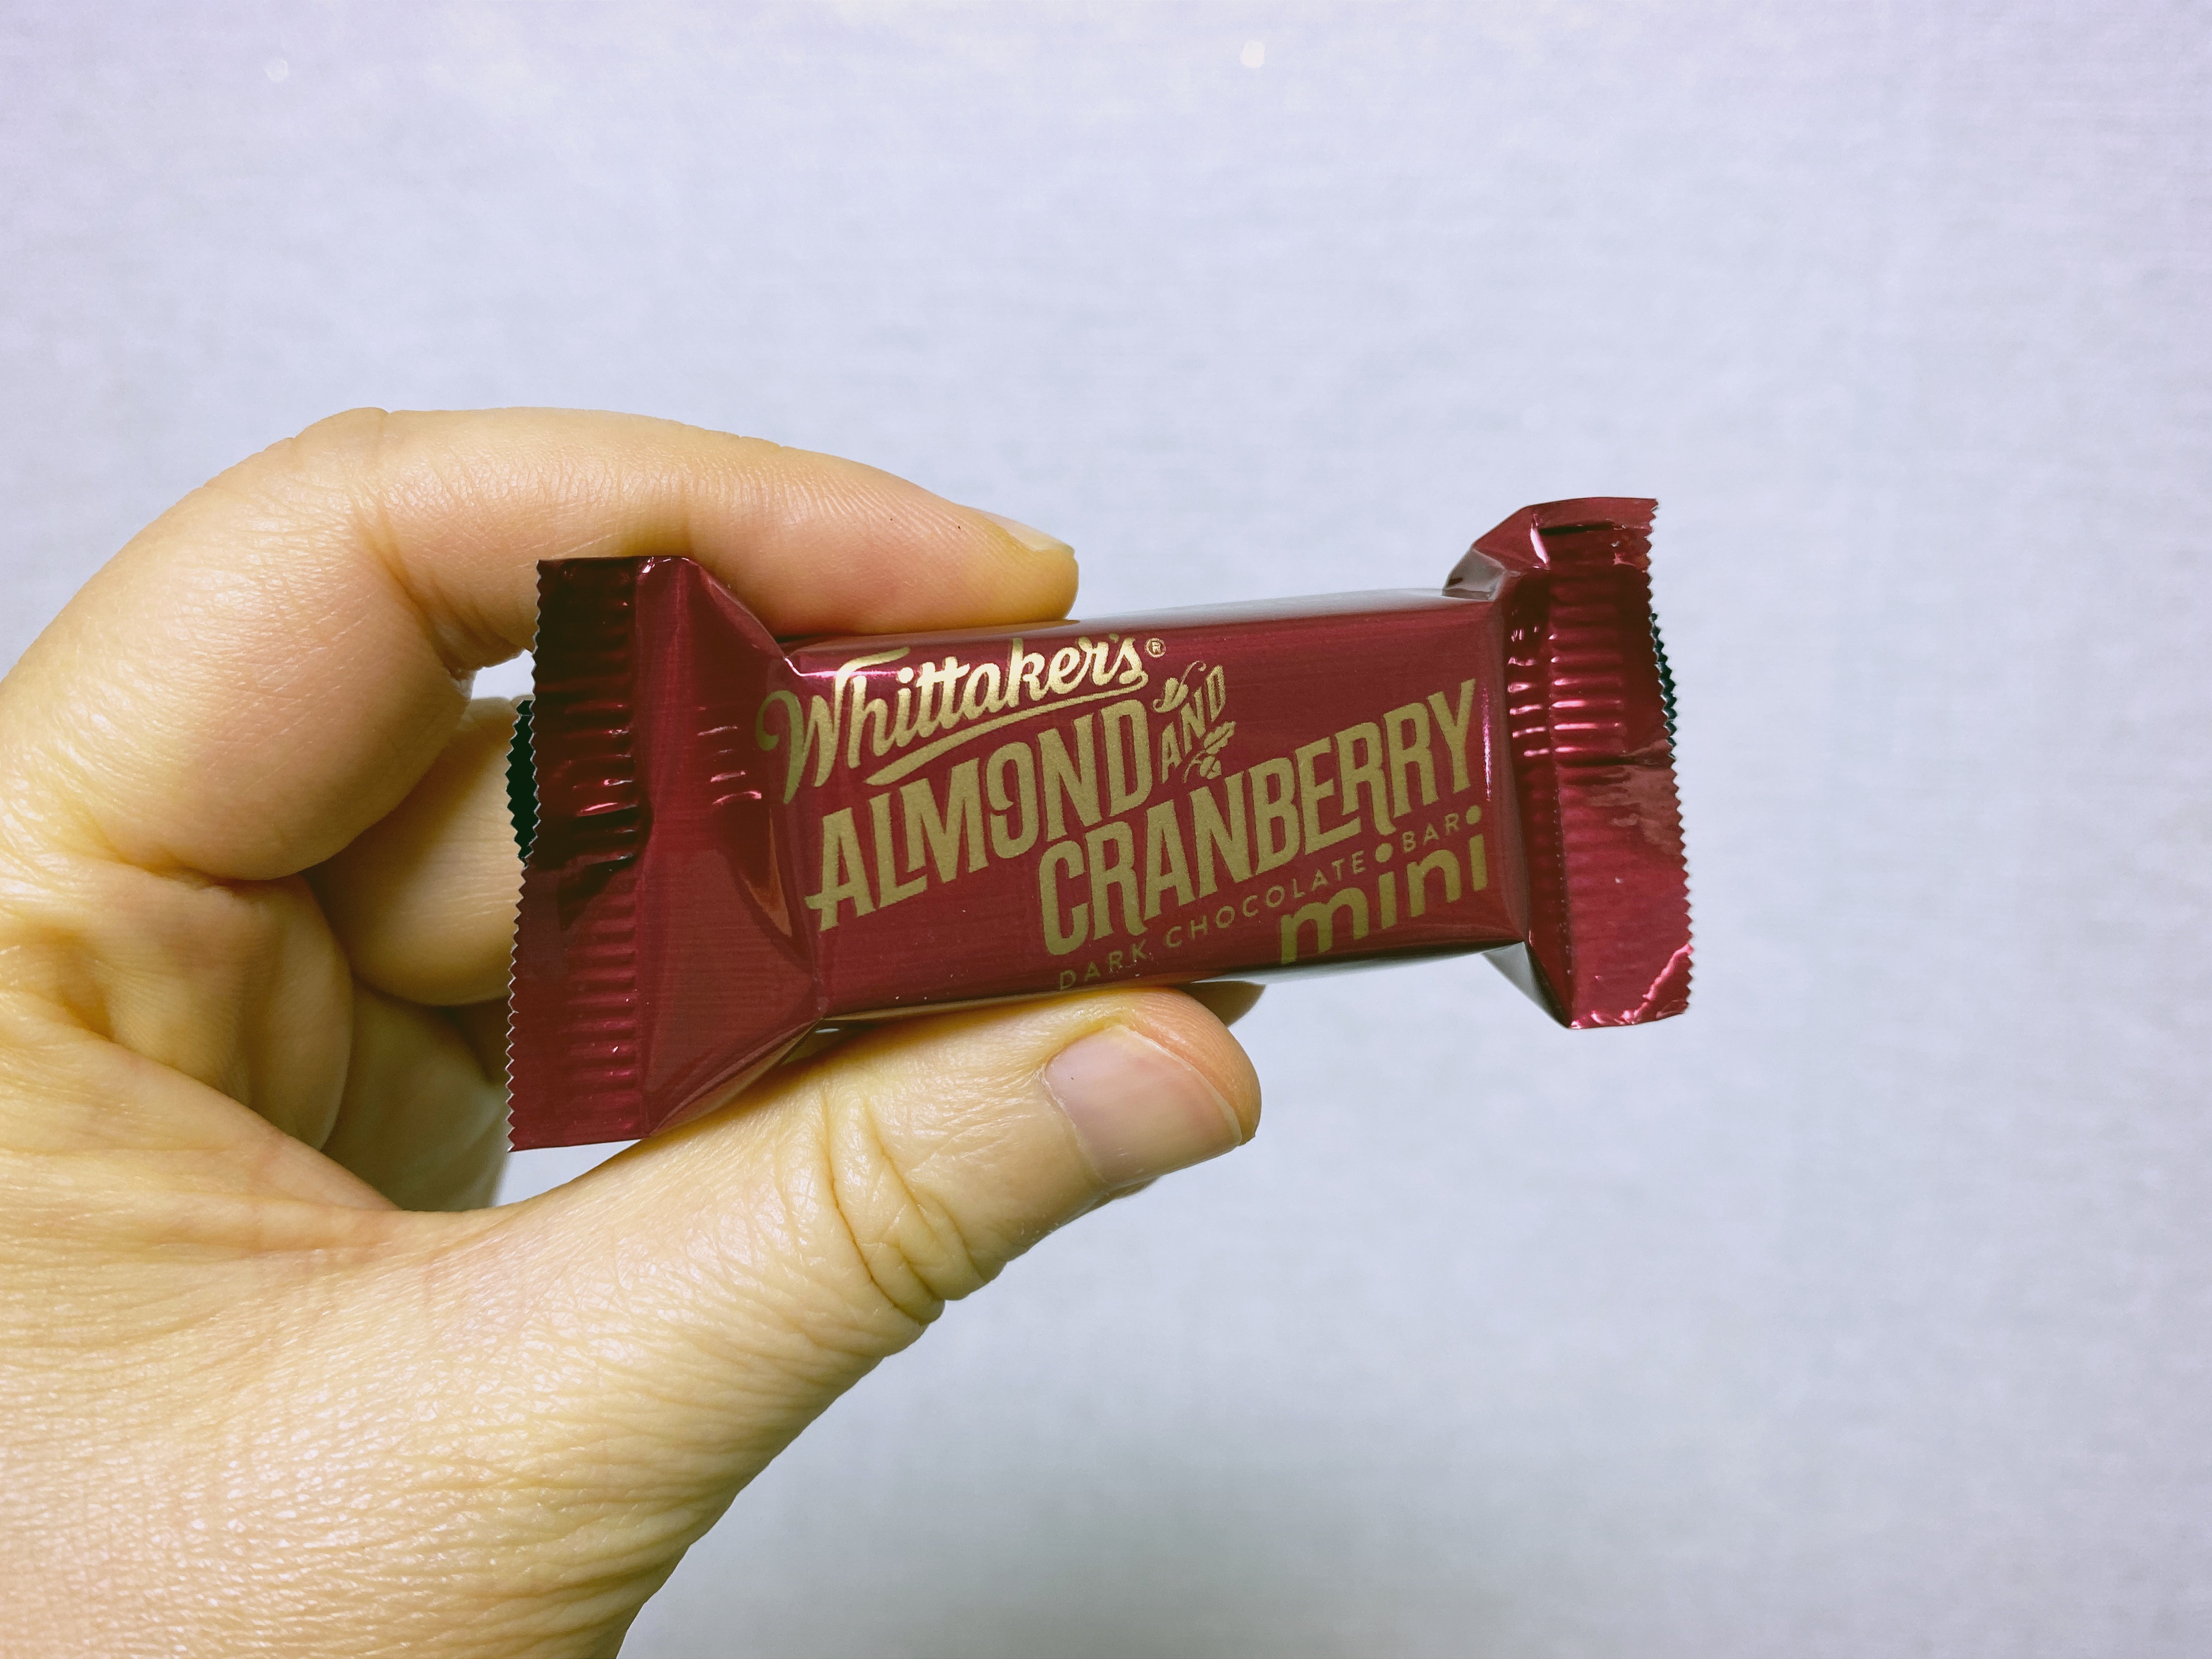 Whittaker's®
ALMOND AND
CRANBERRY
DARK CHOCOLATE BAR
mini